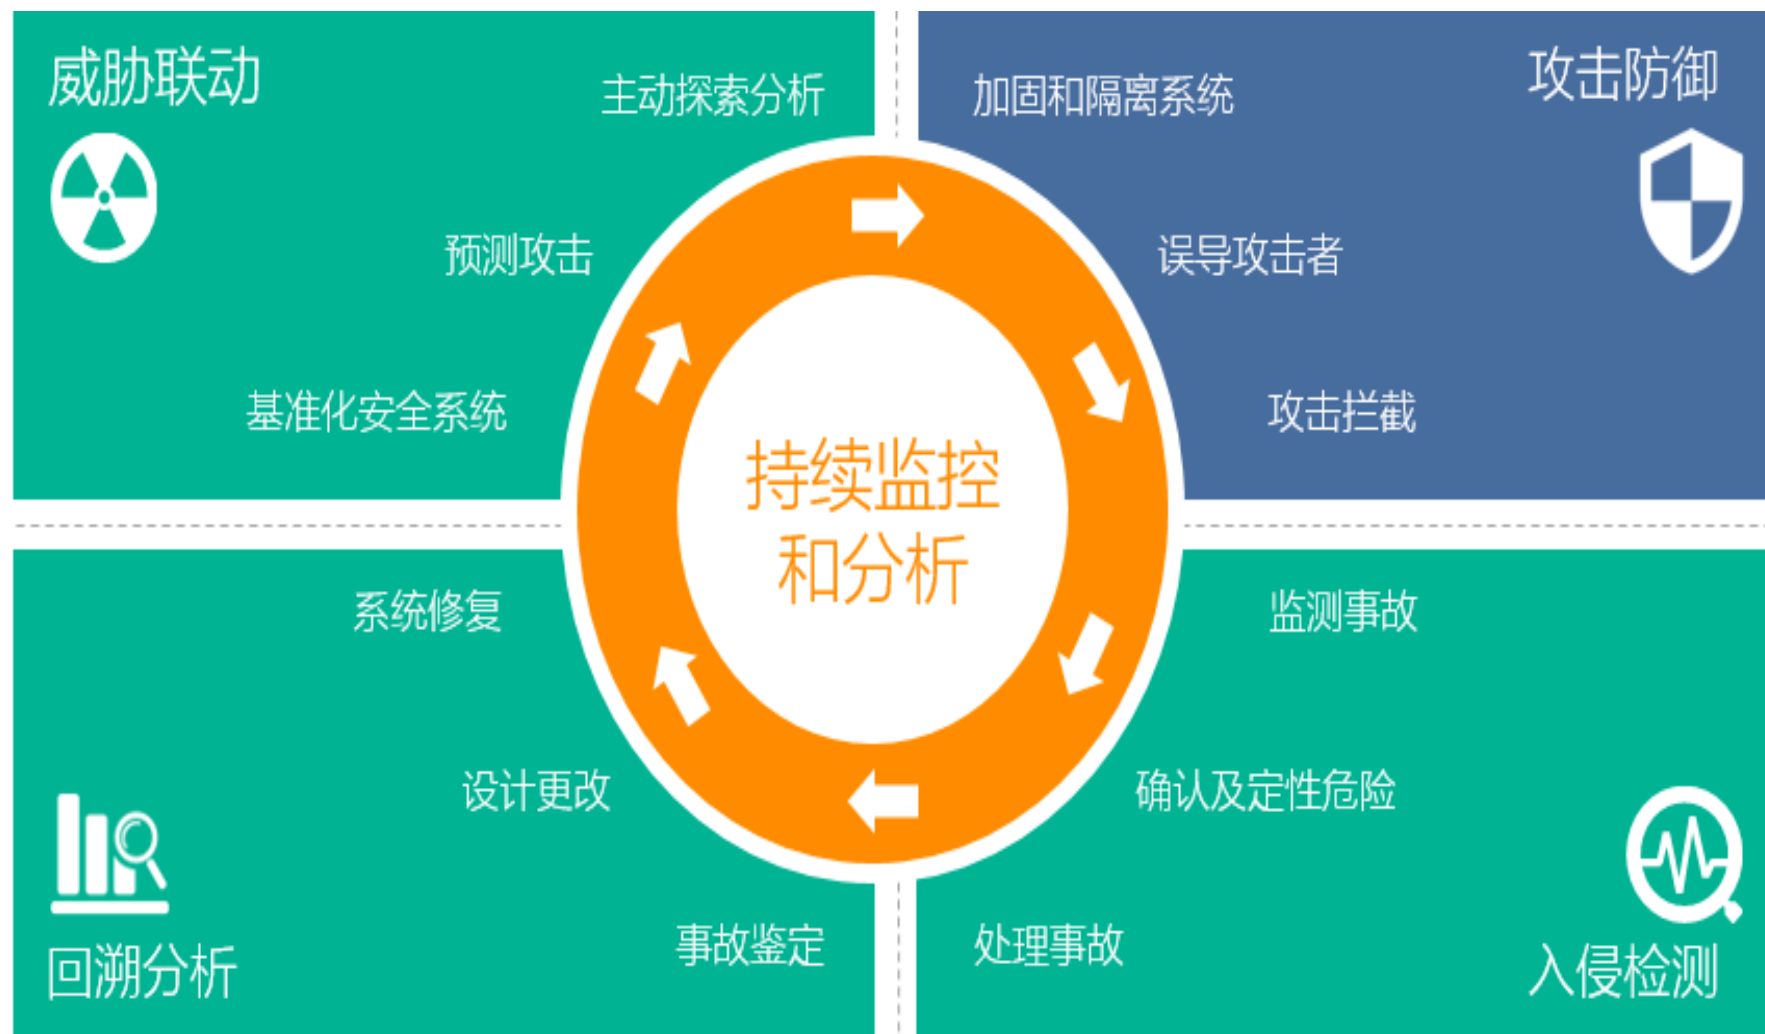 威胁联动
主动探索分析
预测攻击
基准化安全系统
加固和隔离系统
攻击防御
误导攻击者
攻击拦截
持续监控
和分析
系统修复
设计更改
事故鉴定
回溯分析
监测事故
确认及定性危险
处理事故
入侵检测